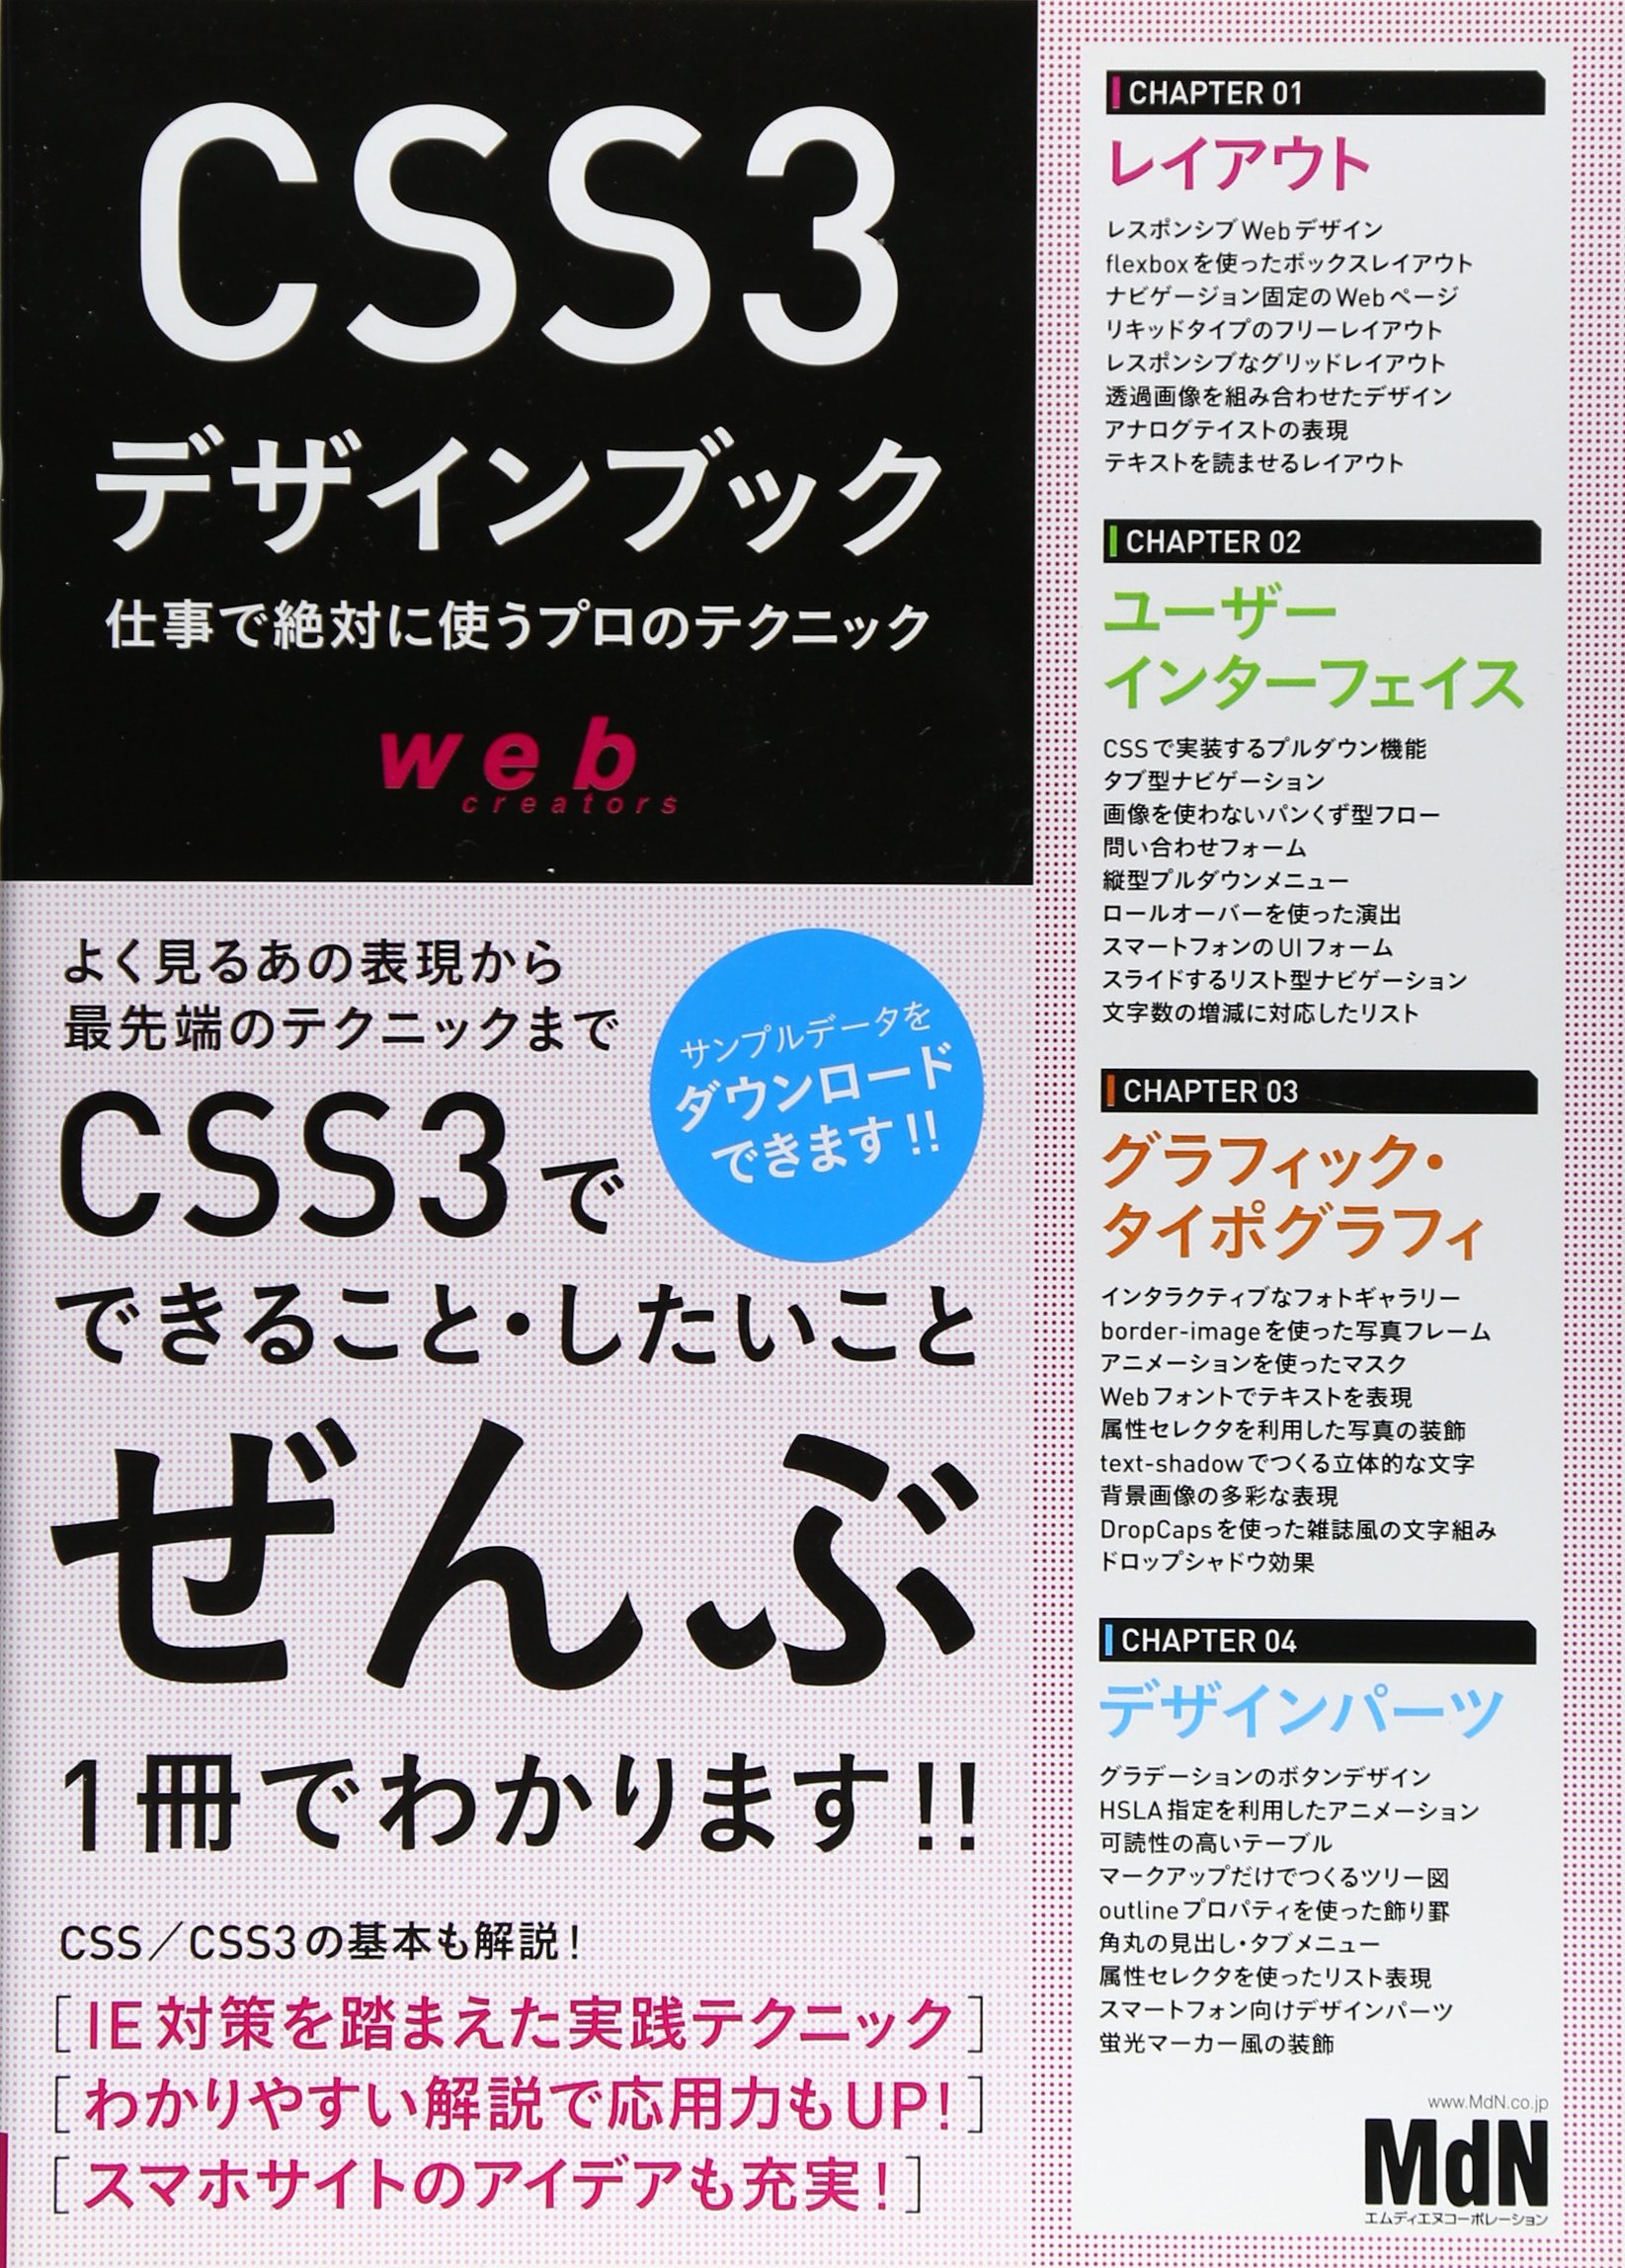 CSS3
デザインブック
仕事で絶対に使うプロのテクニック
web
creators
よく見るあの表現から
最先端のテクニックまで
サンプルデータを
ダウンロード
できます!!
CSS3で
できること・したいこと
ぜんぶ
1冊でわかります!!
CSS/CSS3の基本も解説!
[IE対策を踏まえた実践テクニック]
[わかりやすい解説で応用力もUP!]
[スマホサイトのアイデアも充実!]
CHAPTER 01
レイアウト
レスポンシブWebデザイン
flexboxを使ったボックスレイアウト
ナビゲージョン固定のWebページ
リキッドタイプのフリーレイアウト
レスポンシブなグリッドレイアウト
透過画像を組み合わせたデザイン
アナログテイストの表現
テキストを読ませるレイアウト
CHAPTER 02
ユーザー
インターフェイス
CSSで実装するプルダウン機能
タブ型ナビゲーション
画像を使わないパンくず型フロー
問い合わせフォーム
縦型プルダウンメニュー
ロールオーバーを使った演出
スマートフォンのUIフォーム
スライドするリスト型ナビゲーション
文字数の増減に対応したリスト
CHAPTER 03
グラフィック・
タイポグラフィ
インタラクティブなフォトギャラリー
border-imageを使った写真フレーム
アニメーションを使ったマスク
Webフォントでテキストを表現
属性セレクタを利用した写真の装飾
text-shadowでつくる立体的な文字
背景画像の多彩な表現
DropCapsを使った雑誌風の文字組み
ドロップシャドウ効果
CHAPTER 04
デザインパーツ
グラデーションのボタンデザイン
HSLA指定を利用したアニメーション
可読性の高いテーブル
マークアップだけでつくるツリー図
outlineプロパティを使った飾り罫
角丸の見出し・タブメニュー
属性セレクタを使ったリスト表現
スマートフォン向けデザインパーツ
蛍光マーカー風の装飾
www.MdN.co.jp
MdN
エムディエヌコーポレーション